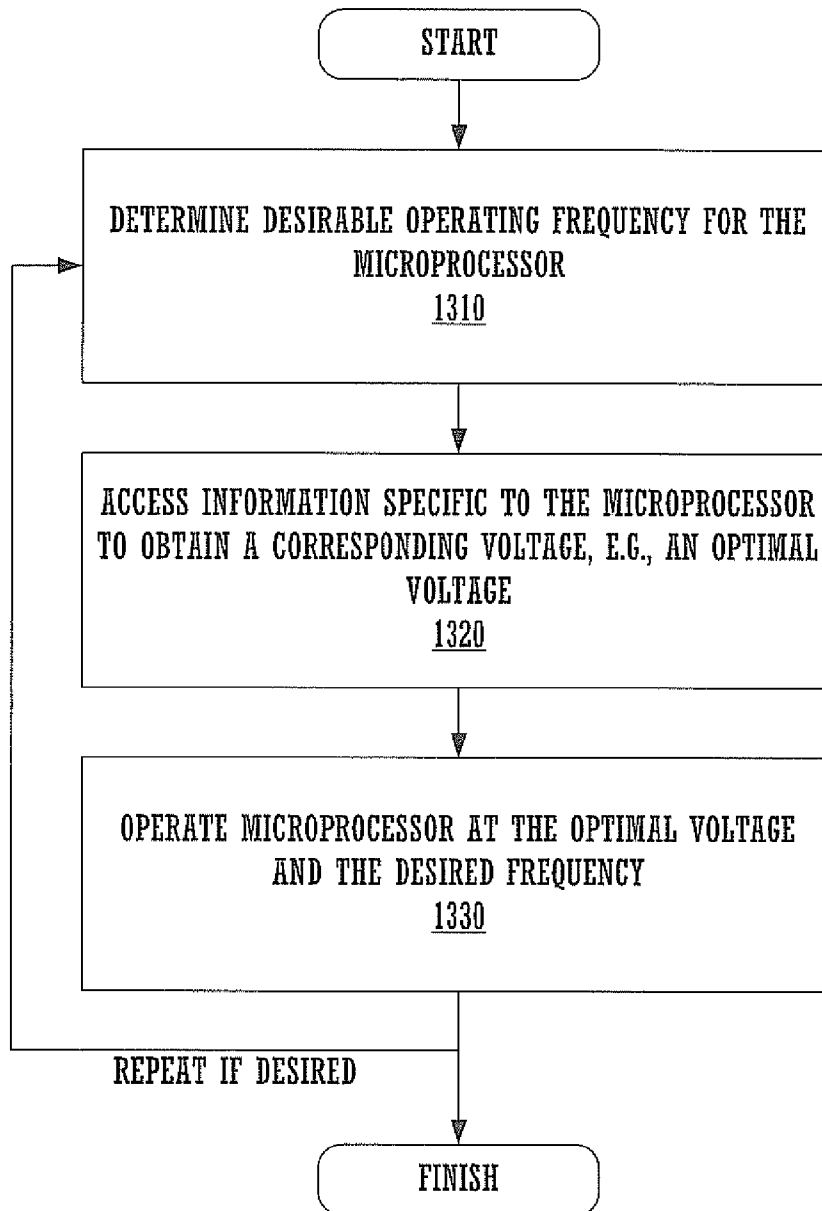 START
DETERMINE DESIRABLE OPERATING FREQUENCY FOR THE
MICROPROCESSOR
1310
ACCESS INFORMATION SPECIFIC TO THE MICROPROCESSOR
TO OBTAIN A CORRESPONDING VOLTAGE, E.G., AN OPTIMAL
VOLTAGE
1320
OPERATE MICROPROCESSOR AT THE OPTIMAL VOLTAGE
AND THE DESIRED FREQUENCY
1330
REPEAT IF DESIRED
FINISH